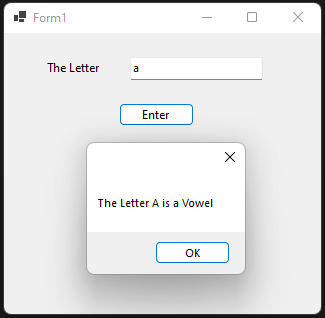 Form1
The Letter
a
Enter
The Letter A is a Vowel
OK